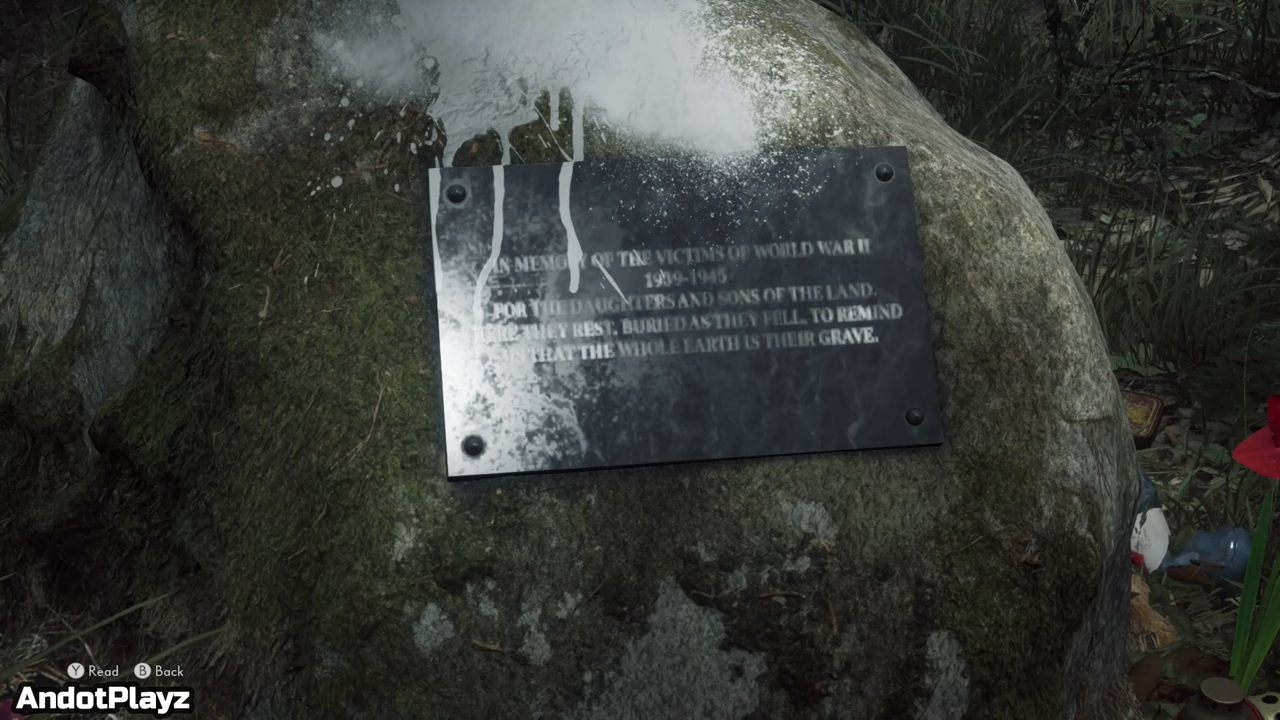 IN MEMORY OF THE VICTIMS OF WORLD WAR II
1939-1945
FOR THE DAUGHTERS AND SONS OF THE LAND.
THEY REST, BURIED AS THEY FELL, TO REMIND
THAT THE WHOLE EARTH IS THEIR GRAVE.
Y Read B Back
AndotPlayz